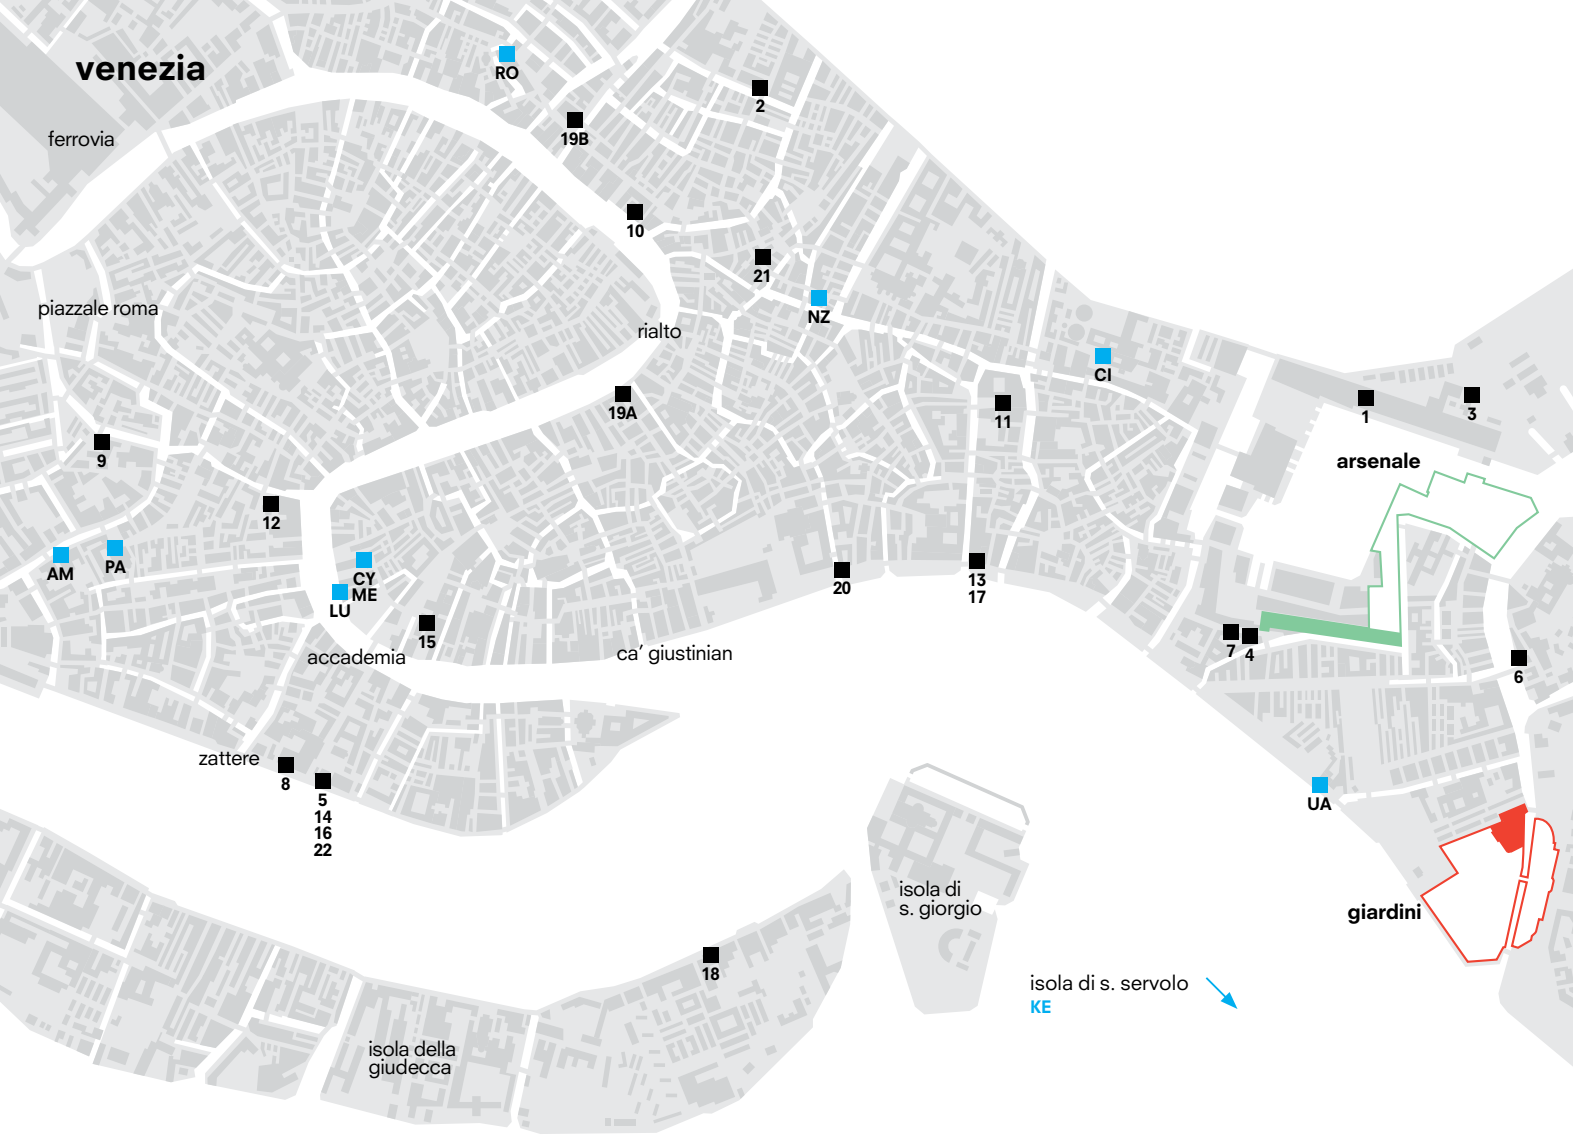 venezia
RO
2
ferrovia
19B
10
21
piazzale roma
NZ
rialto
CI
19A
11
1
3
9
arsenale
12
AM
PA
CY
ME
LU
20
13
17
15
7
4
accademia
ca’ giustinian
6
zattere
8
5
14
16
22
UA
isola di
s. giorgio
giardini
18
isola di s. servolo
KE
isola della
giudecca